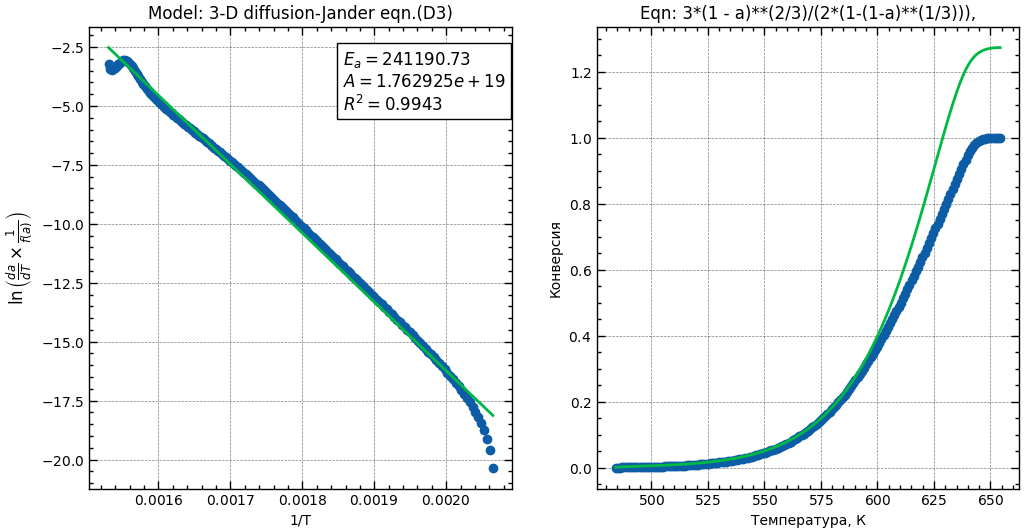 Model: 3-D diffusion-Jander eqn.(D3)
−2.5
−5.0
−7.5
−10.0
−12.5
−15.0
−17.5
−20.0
ln (da/dT × 1/f(a))
E_a = 241190.73
A = 1.762925e + 19
R² = 0.9943
0.0016 0.0017 0.0018 0.0019 0.0020
1/T
Eqn: 3*(1 - a)**(2/3)/(2*(1-(1-a)**(1/3))),
1.2
1.0
0.8
0.6
0.4
0.2
0.0
Конверсия
500 525 550 575 600 625 650
Температура, К